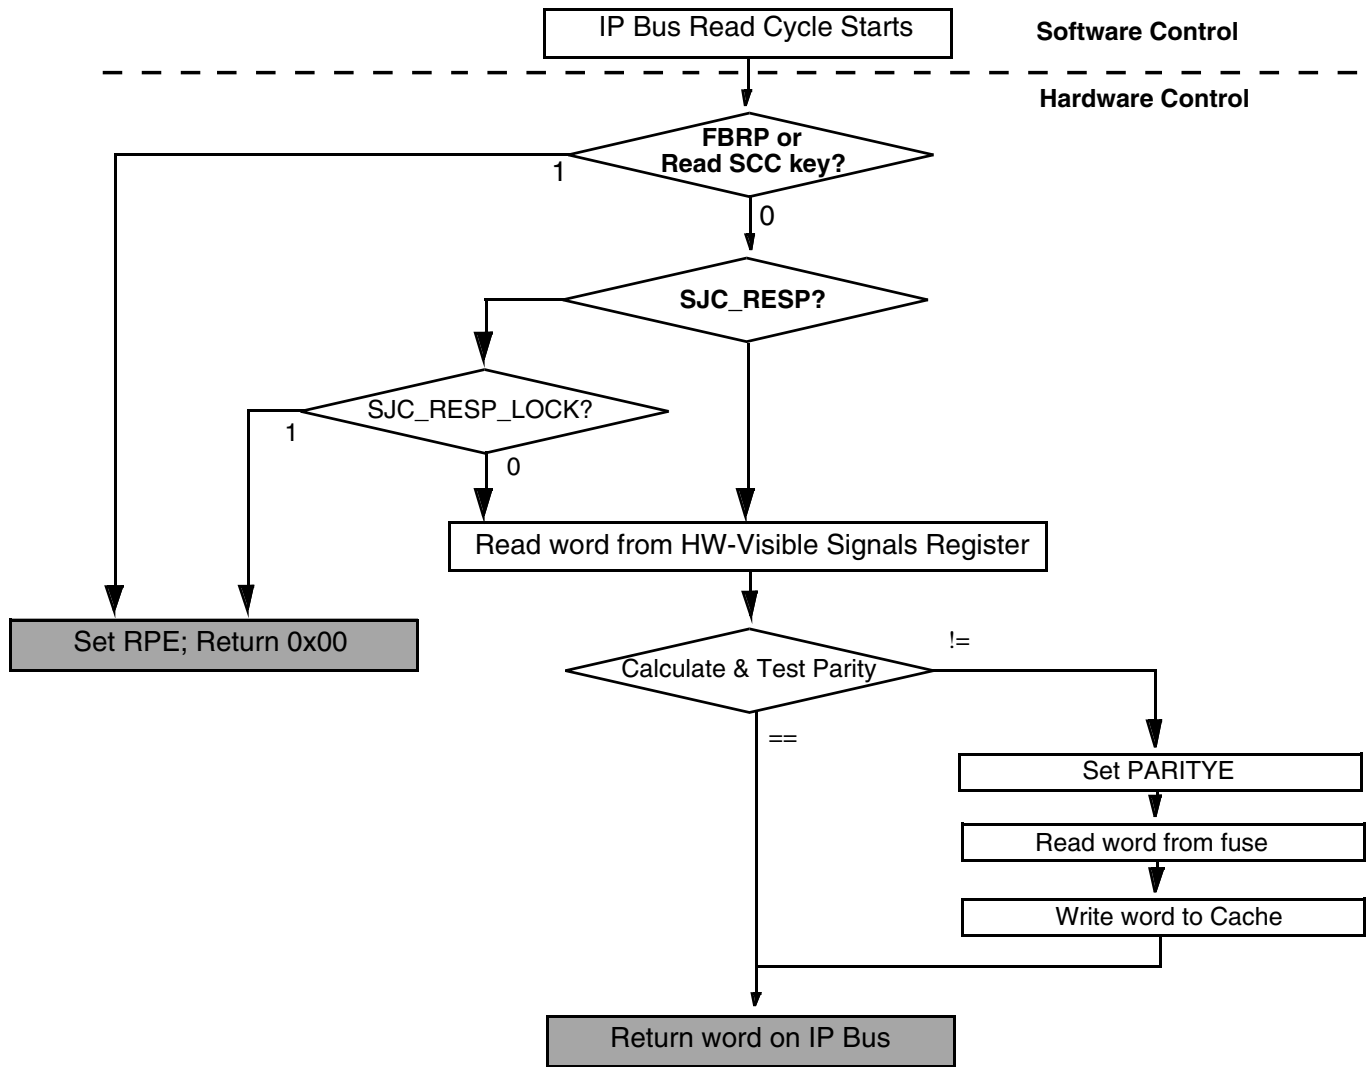 IP Bus Read Cycle Starts
Software Control
Hardware Control
FBRP or
Read SCC key?
1
0
SJC_RESP?
SJC_RESP_LOCK?
1
0
Read word from HW-Visible Signals Register
Set RPE; Return 0x00
!=
Calculate & Test Parity
==
Set PARITYE
Read word from fuse
Write word to Cache
Return word on IP Bus